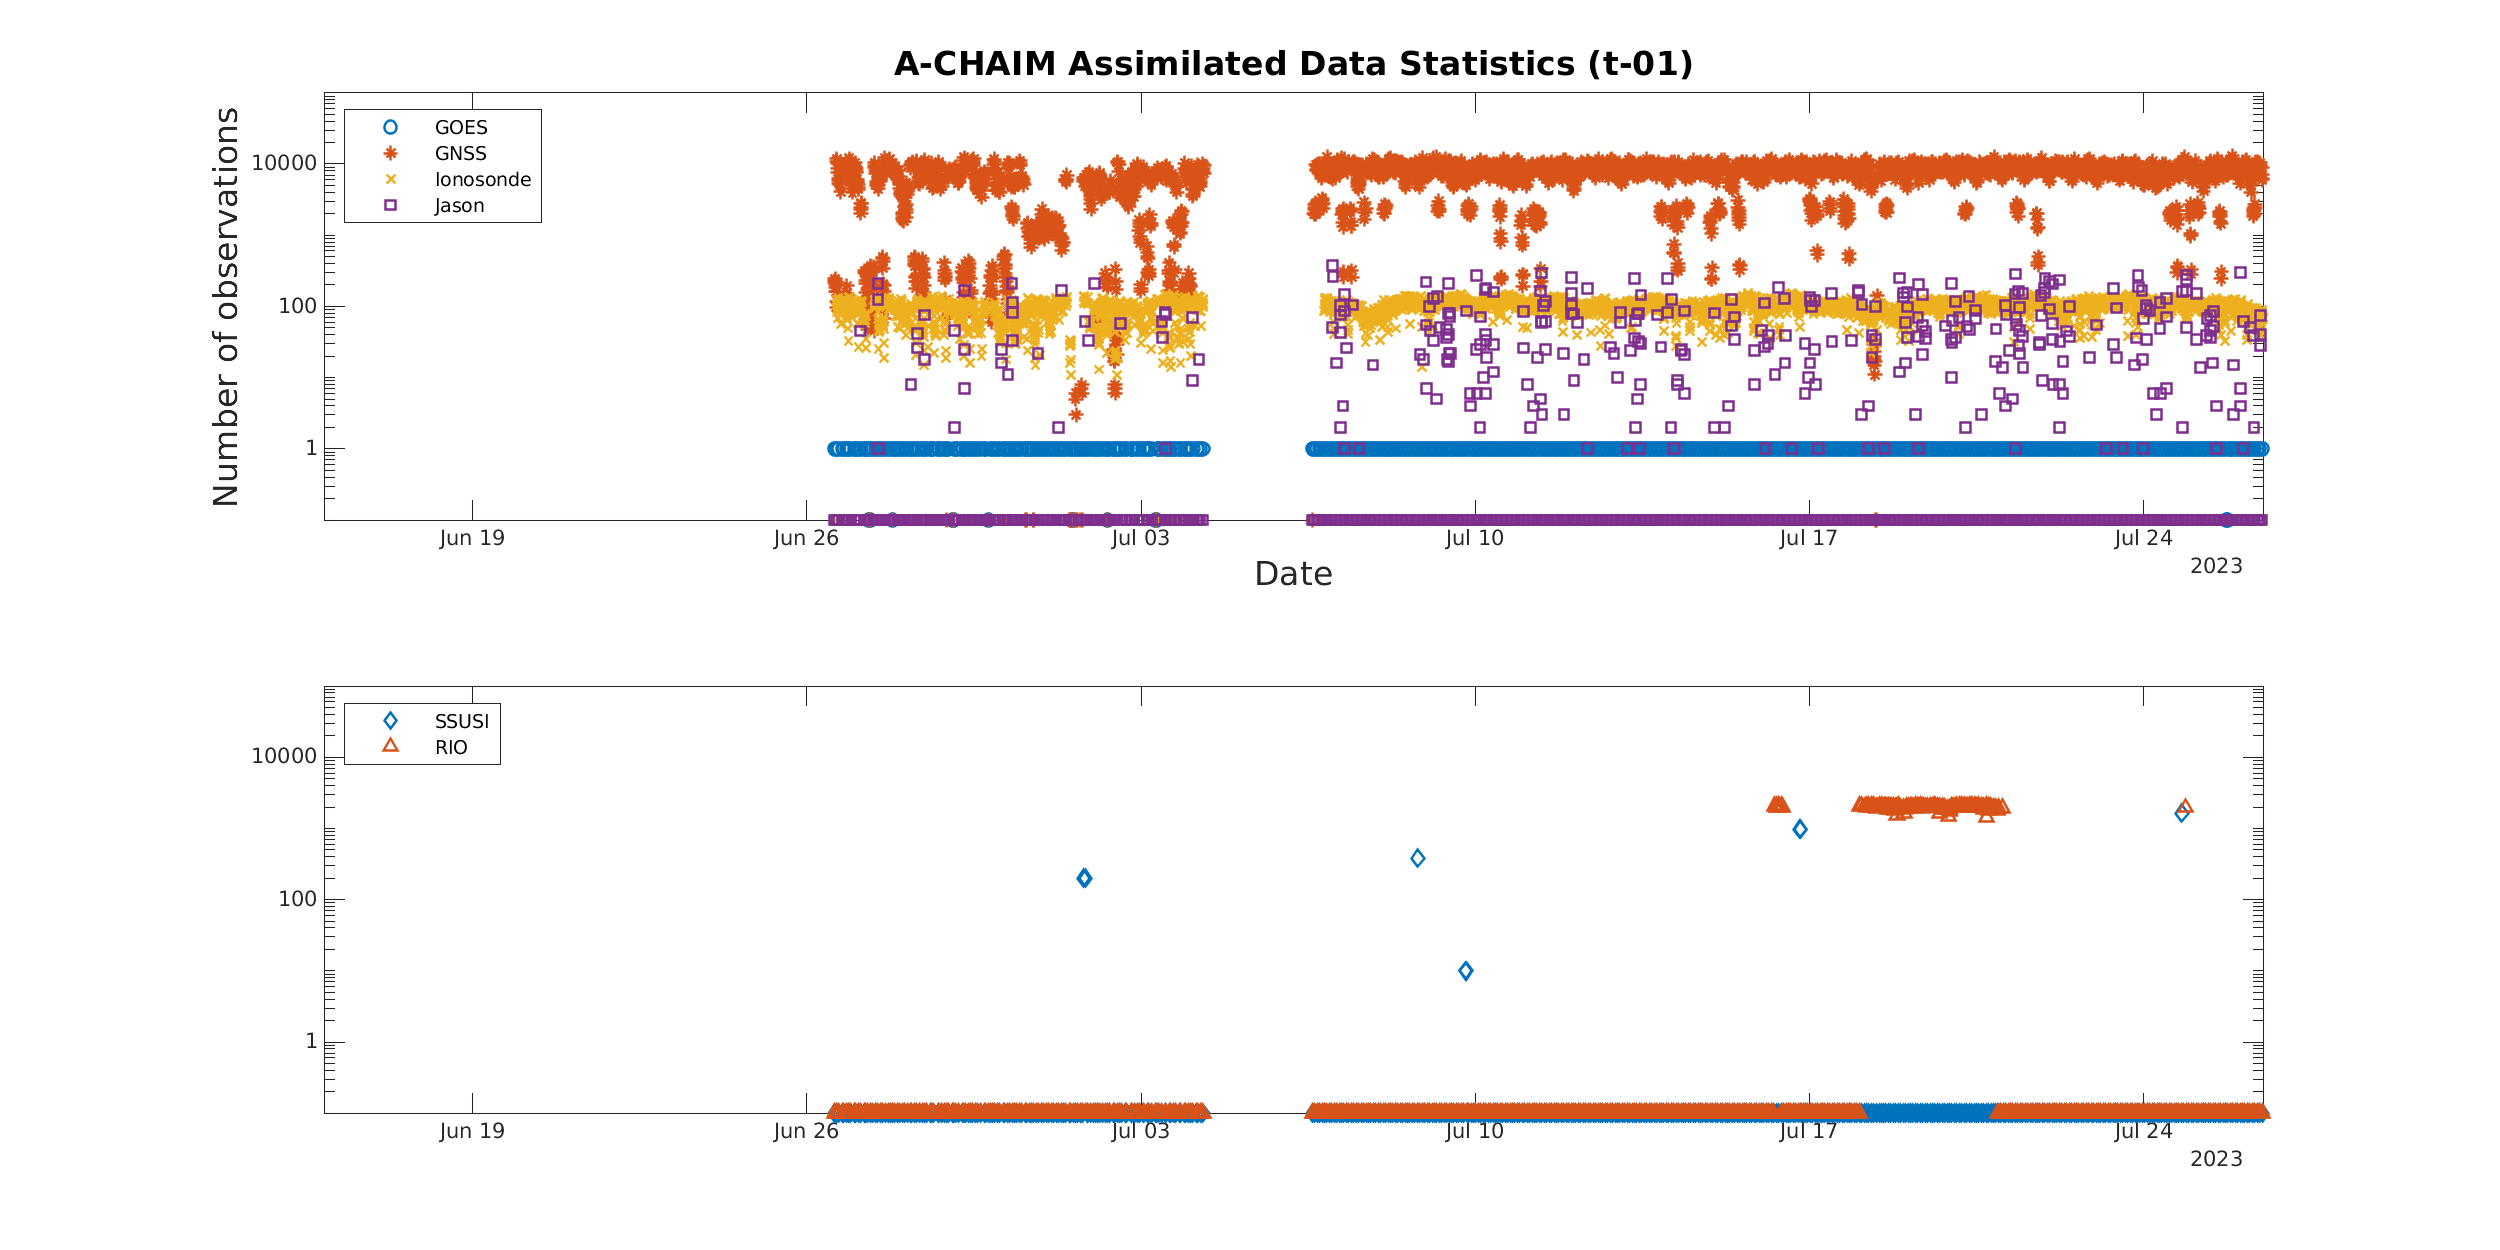 A-CHAIM Assimilated Data Statistics (t-01)
Number of observations
10000
100
1
GOES
GNSS
Ionosonde
Jason
Jun 19
Jun 26
Jul 03
Jul 10
Jul 17
Jul 24
2023
Date
10000
100
1
SSUSI
RIO
Jun 19
Jun 26
Jul 03
Jul 10
Jul 17
Jul 24
2023